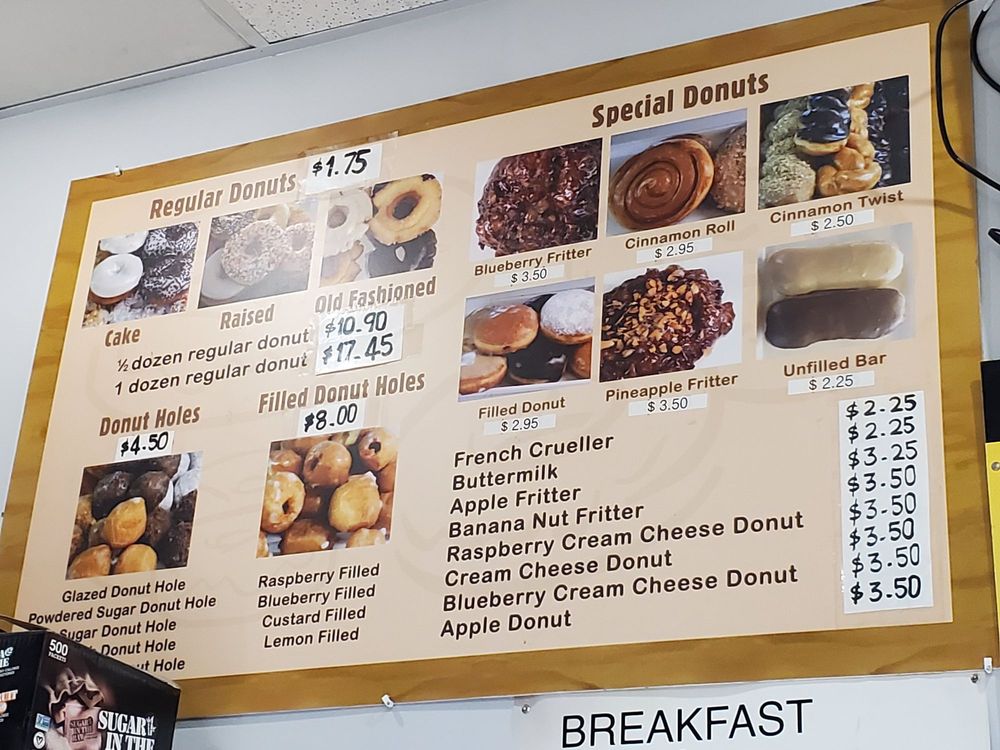 Regular Donuts $1.75
Cake
Raised
Old Fashioned
½ dozen regular donut $10.90
1 dozen regular donut $17.45
Donut Holes
$4.50
Glazed Donut Hole
Powdered Sugar Donut Hole
Sugar Donut Hole
Donut Hole
Hole
Filled Donut Holes
$8.00
Raspberry Filled
Blueberry Filled
Custard Filled
Lemon Filled
Special Donuts
Blueberry Fritter
$ 3.50
Cinnamon Roll
$ 2.95
Cinnamon Twist
$ 2.50
Filled Donut
$ 2.95
Pineapple Fritter
$ 3.50
Unfilled Bar
$ 2.25
French Crueller $2.25
Buttermilk $2.25
Apple Fritter $3.25
Banana Nut Fritter $3.50
Raspberry Cream Cheese Donut $3.50
Cream Cheese Donut $3.50
Blueberry Cream Cheese Donut $3.50
Apple Donut $3.50
BREAKFAST
500
PACKETS
SUGAR
IN THE